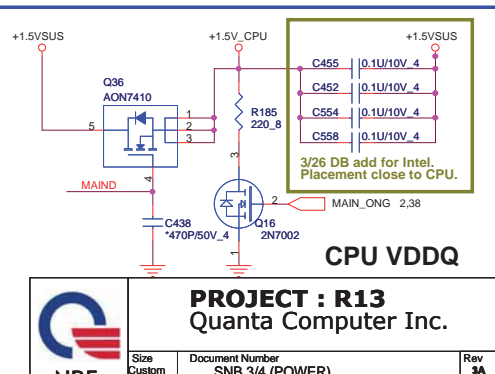 +1.5VSUS
+1.5V_CPU
+1.5VSUS
C455
0.1U/10V_4
C452
0.1U/10V_4
C554
0.1U/10V_4
C558
0.1U/10V_4
3/26 DB add for Intel.
Placement close to CPU.
Q36
AON7410
5
1
2
3
4
R185
220_8
3
MAIND
C438
*470P/50V_4
2
MAIN_ONG 2,38
Q16
2N7002
1
CPU VDDQ
PROJECT : R13
Quanta Computer Inc.
Size
Custom
Document Number
SNB 3/4 (POWER)
Rev
3A